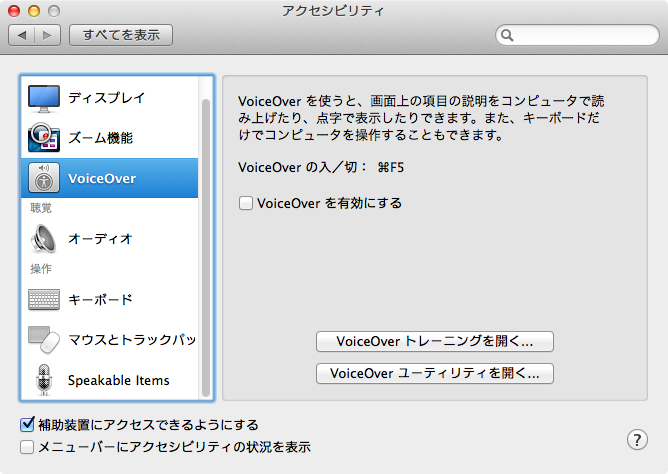 アクセシビリティ
すべてを表示
ディスプレイ
ズーム機能
VoiceOver
聴覚
オーディオ
操作
キーボード
マウスとトラックパッ
Speakable Items
VoiceOver を使うと、画面上の項目の説明をコンピュータで読
み上げたり、点字で表示したりできます。また、キーボードだ
けでコンピュータを操作することもできます。
VoiceOver の入／切： ⌘F5
VoiceOver を有効にする
VoiceOver トレーニングを開く...
VoiceOver ユーティリティを開く...
補助装置にアクセスできるようにする
メニューバーにアクセシビリティの状況を表示
?